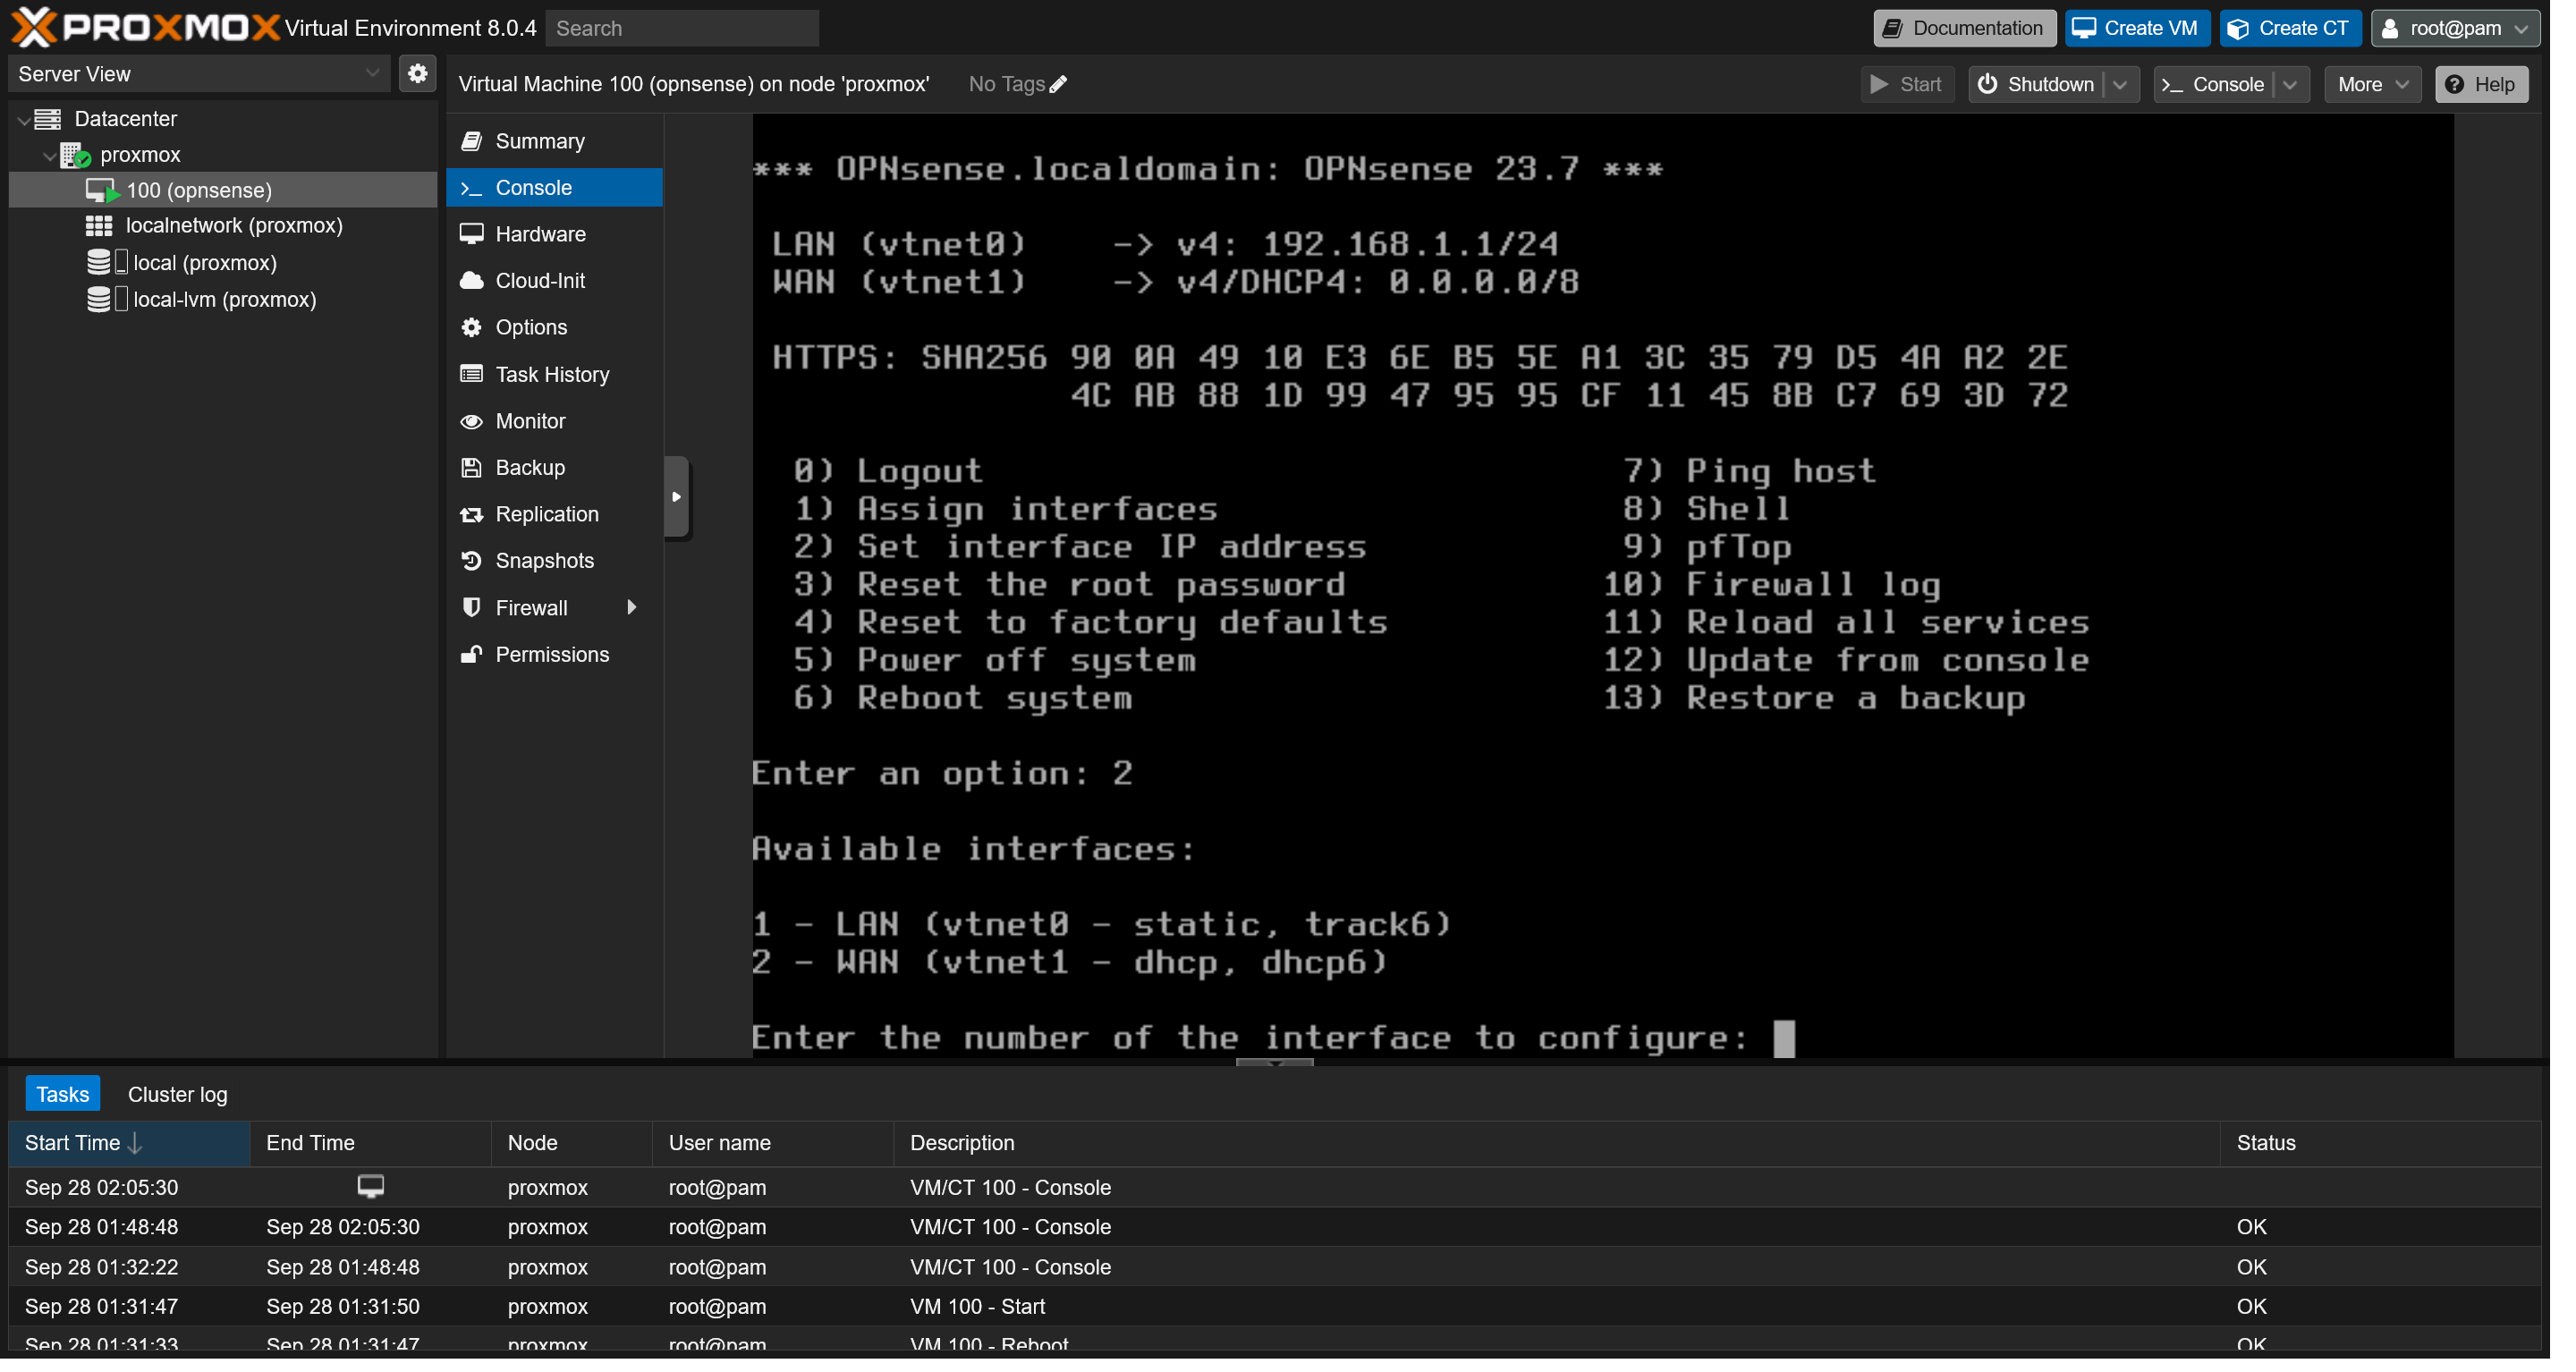 PROXMOX Virtual Environment 8.0.4 Search Documentation Create VM Create CT root@pam
Server View
Virtual Machine 100 (opnsense) on node 'proxmox' No Tags Start Shutdown Console More Help
Datacenter
proxmox
100 (opnsense)
localnetwork (proxmox)
local (proxmox)
local-lvm (proxmox)
Summary
Console
Hardware
Cloud-Init
Options
Task History
Monitor
Backup
Replication
Snapshots
Firewall
Permissions
*** OPNsense.localdomain: OPNsense 23.7 ***
LAN (vtnet0) -> v4: 192.168.1.1/24
WAN (vtnet1) -> v4/DHCP4: 0.0.0.0/8
HTTPS: SHA256 90 0A 49 10 E3 6E B5 5E A1 3C 35 79 D5 4A A2 2E
4C AB 88 1D 99 47 95 95 CF 11 45 8B C7 69 3D 72
0) Logout 7) Ping host
1) Assign interfaces 8) Shell
2) Set interface IP address 9) pfTop
3) Reset the root password 10) Firewall log
4) Reset to factory defaults 11) Reload all services
5) Power off system 12) Update from console
6) Reboot system 13) Restore a backup
Enter an option: 2
Available interfaces:
1 - LAN (vtnet0 - static, track6)
2 - WAN (vtnet1 - dhcp, dhcp6)
Enter the number of the interface to configure:
Tasks Cluster log
Start Time End Time Node User name Description Status
Sep 28 02:05:30 proxmox root@pam VM/CT 100 - Console
Sep 28 01:48:48 Sep 28 02:05:30 proxmox root@pam VM/CT 100 - Console OK
Sep 28 01:32:22 Sep 28 01:48:48 proxmox root@pam VM/CT 100 - Console OK
Sep 28 01:31:47 Sep 28 01:31:50 proxmox root@pam VM 100 - Start OK
Sep 28 01:31:33 Sep 28 01:31:47 proxmox root@pam VM 100 - Reboot OK